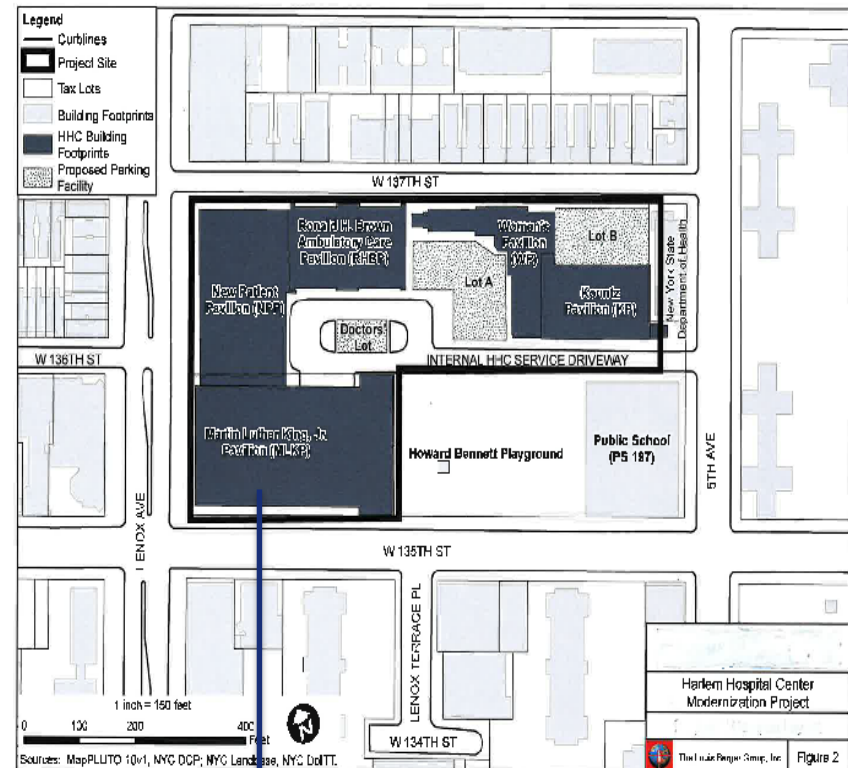 Legend
Curblines
Project Site
Tax Lots
Building Footprints
HHC Building
Footprints
Proposed Parking
Facility
W 137TH ST
Ronald H. Brown
Ambulatory Care
Pavilion (RHBP)
Women's
Pavilion
(WP)
Lot B
Lot A
New Patient
Pavilion (NPP)
Kountz
Pavilion (KP)
New York State
Department of Health
Doctors'
Lot
W 136TH ST
INTERNAL HHC SERVICE DRIVEWAY
Martin Luther King, Jr.
Pavilion (MLKP)
Howard Bennett Playground
Public School
(PS 197)
5TH AVE
LENOX AVE
W 135TH ST
LENOX TERRACE PL
1 inch = 150 feet
0 100 200 400
Feet
W 134TH ST
Harlem Hospital Center
Modernization Project
Sources: MapPLUTO 10v1, NYC DCP; NYC Landbase, NYC DoITT.
The Louis Berger Group, Inc
Figure 2